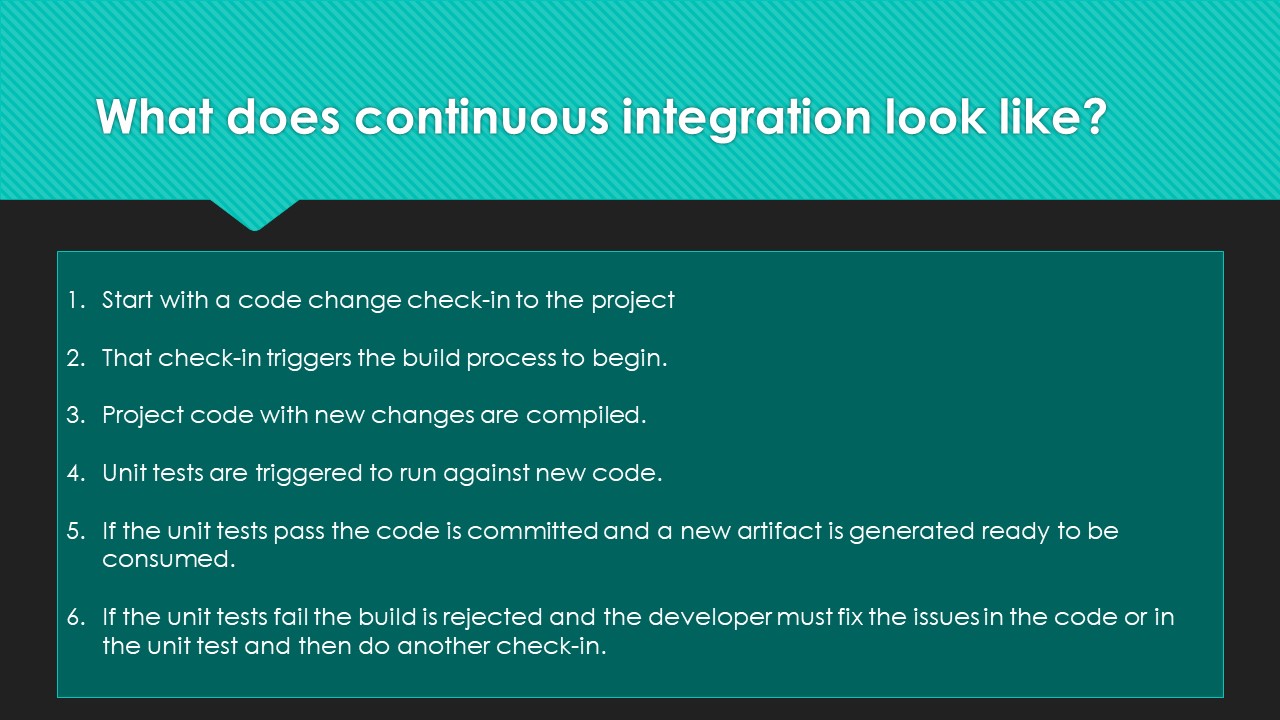 What does continuous integration look like?
1. Start with a code change check-in to the project
2. That check-in triggers the build process to begin.
3. Project code with new changes are compiled.
4. Unit tests are triggered to run against new code.
5. If the unit tests pass the code is committed and a new artifact is generated ready to be
consumed.
6. If the unit tests fail the build is rejected and the developer must fix the issues in the code or in
the unit test and then do another check-in.